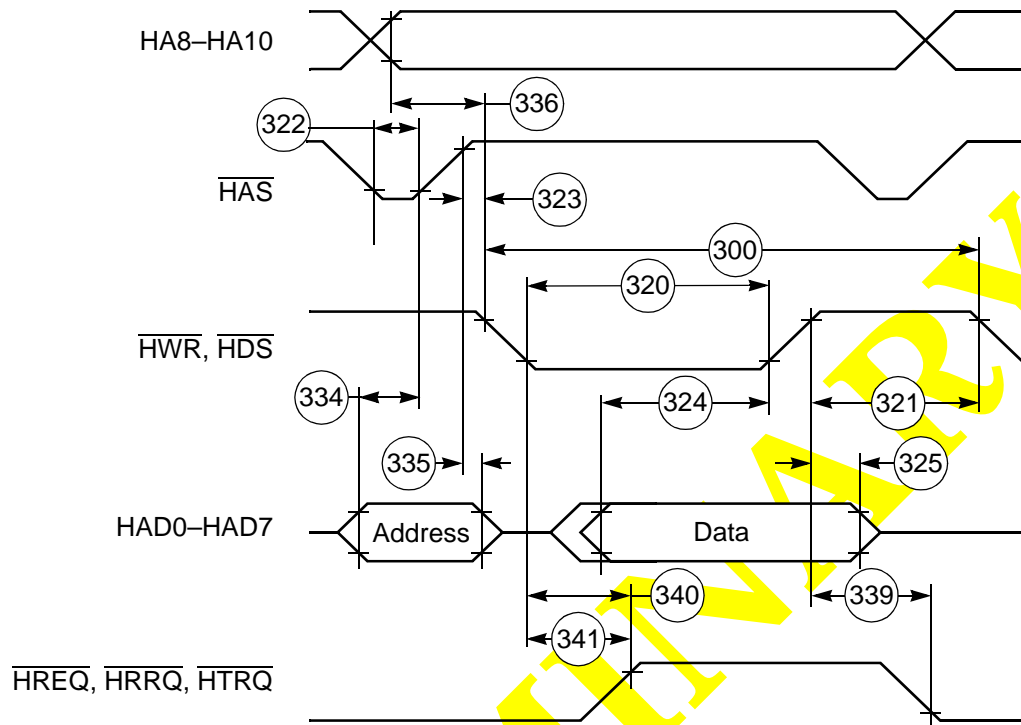 HA8–HA10
336
322
HAS
323
300
320
HWR, HDS
334
324
321
335
325
HAD0–HAD7
Address
Data
340
339
341
HREQ, HRRQ, HTRQ